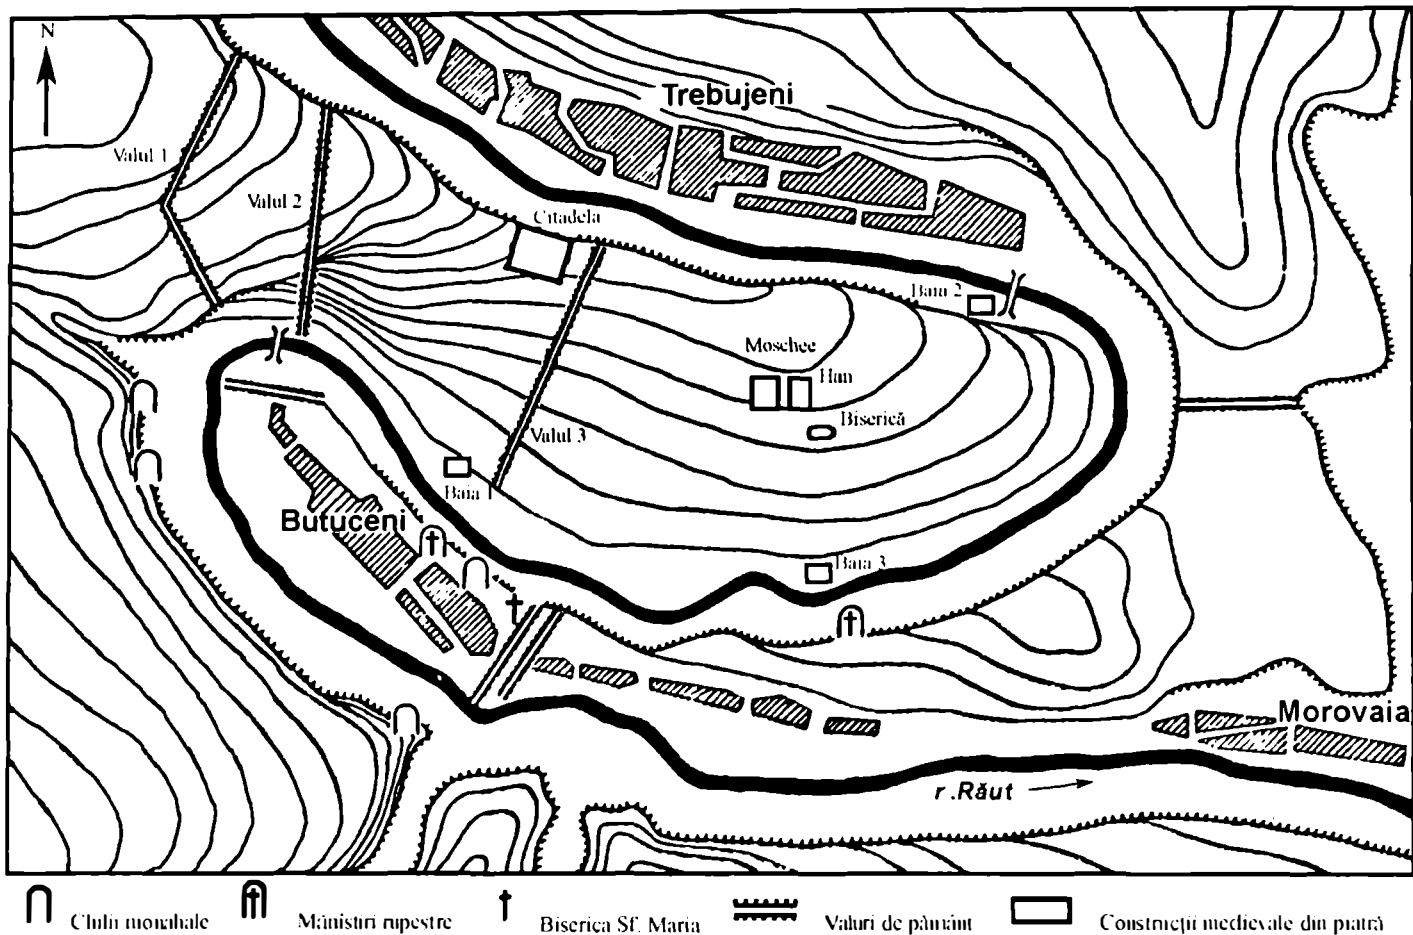 N
Trebujeni
Valul 1
Valul 2
Citadela
Baia 2
Moschee
Han
Biserică
Valul 3
Baia 1
Butuceni
Baia 3
Morovaia
r.Răut
Chilii monahale
Mănăstiri rupestre
Biserica Sf. Maria
Valuri de pământ
Construcții medievale din piatră